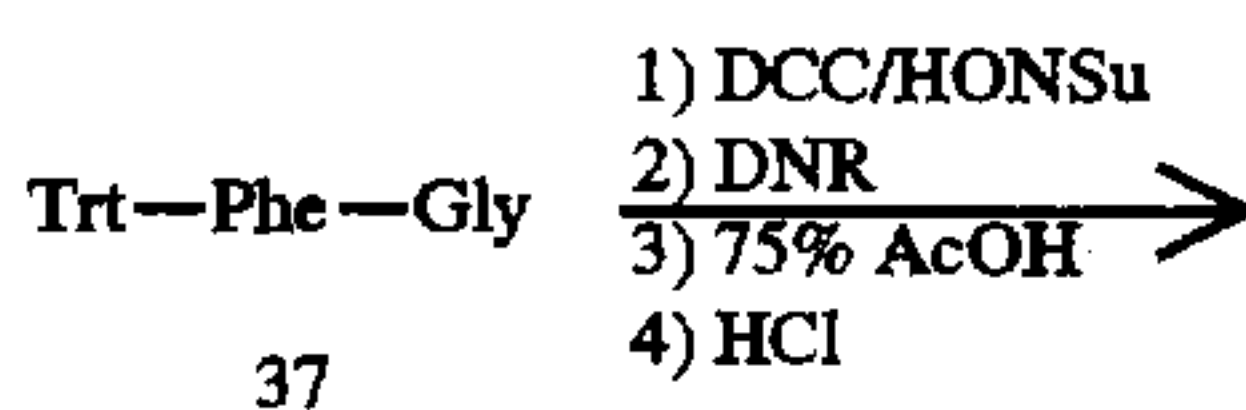 1) DCC/HONSu
2) DNR
Trt—Phe—Gly
3) 75% AcOH
4) HCl
37